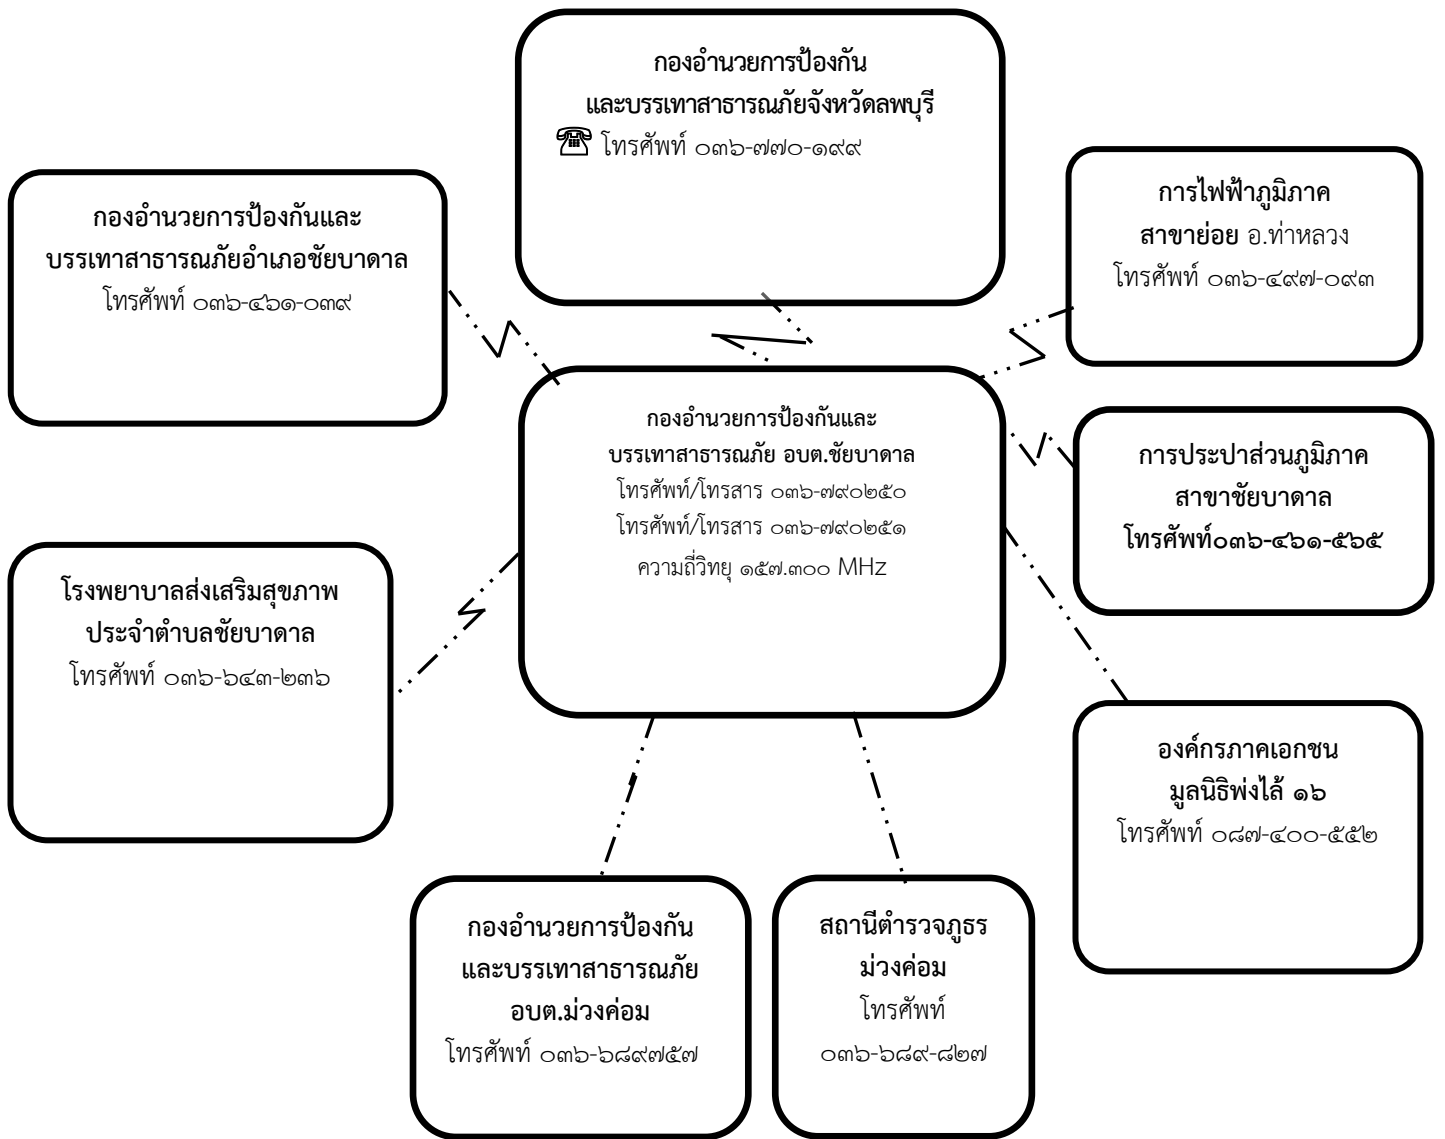 กองอำนวยการป้องกัน
และบรรเทาสาธารณภัยจังหวัดลพบุรี
โทรศัพท์ ๐๓๖-๗๗๐-๑๙๙
กองอำนวยการป้องกันและ
บรรเทาสาธารณภัยอำเภอชัยบาดาล
โทรศัพท์ ๐๓๖-๔๖๑-๐๓๙
การไฟฟ้าภูมิภาค
สาขาย่อย อ.ท่าหลวง
โทรศัพท์ ๐๓๖-๔๙๗-๐๙๓
กองอำนวยการป้องกันและ
บรรเทาสาธารณภัย อบต.ชัยบาดาล
โทรศัพท์/โทรสาร ๐๓๖-๗๙๐๒๕๐
โทรศัพท์/โทรสาร ๐๓๖-๗๙๐๒๕๑
ความถี่วิทยุ ๑๕๗.๓๐๐ MHz
การประปาส่วนภูมิภาค
สาขาชัยบาดาล
โทรศัพท์๐๓๖-๔๖๑-๕๖๕
โรงพยาบาลส่งเสริมสุขภาพ
ประจำตำบลชัยบาดาล
โทรศัพท์ ๐๓๖-๖๔๓-๒๓๖
องค์กรภาคเอกชน
มูลนิธิพ่งไล้ ๑๖
โทรศัพท์ ๐๘๗-๔๐๐-๕๕๒
กองอำนวยการป้องกัน
และบรรเทาสาธารณภัย
อบต.ม่วงค่อม
โทรศัพท์ ๐๓๖-๖๘๙๗๕๗
สถานีตำรวจภูธร
ม่วงค่อม
โทรศัพท์
๐๓๖-๖๘๙-๘๒๗